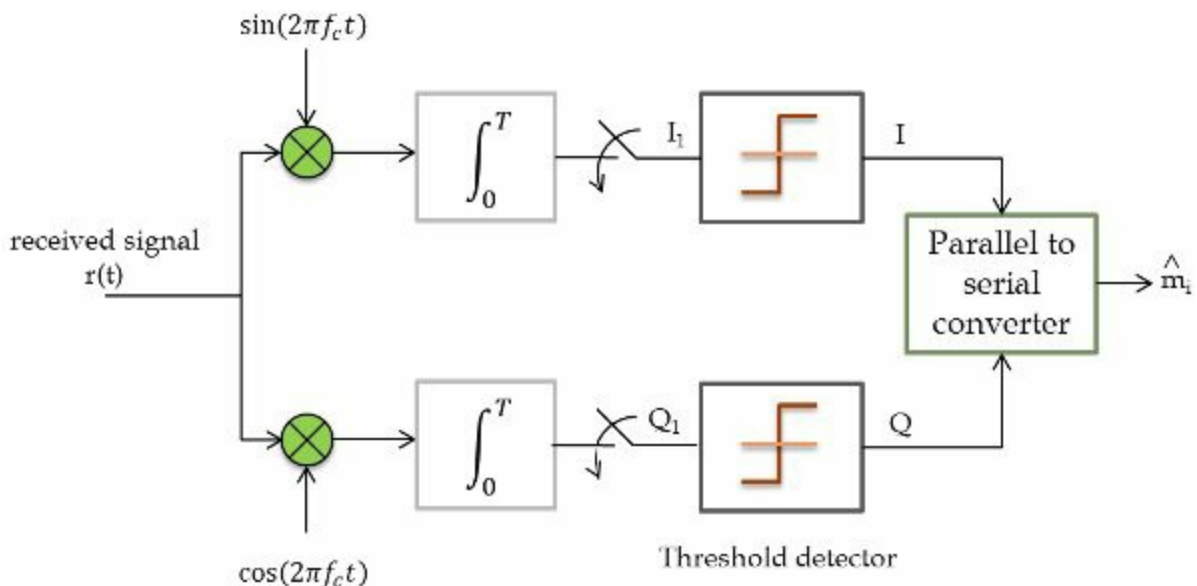 sin(2πf_c t)
∫_0^T
I_1
I
received signal
r(t)
Parallel to
serial
converter
m̂_i
∫_0^T
Q_1
Q
cos(2πf_c t)
Threshold detector